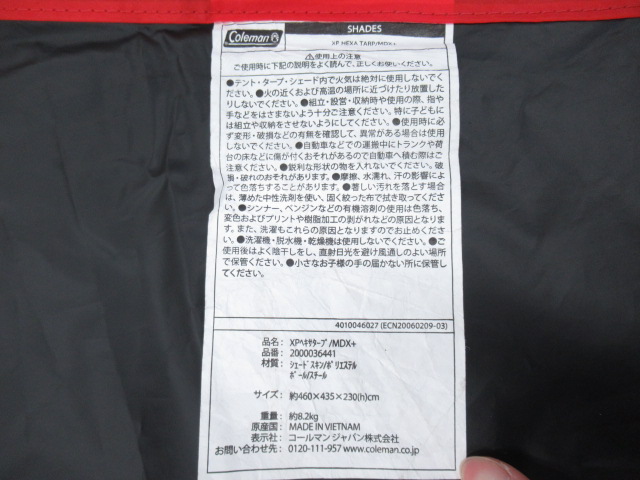 Coleman
SHADES
XP HEXA TARP/MDX+
⚠使用上の注意
ご使用時に下記の説明をよく読んで、正しくお使いください。
●テント・タープ・シェード内で火気は絶対に使用しないでく
ださい。●火の近くおよび高温の場所に近づけたり放置した
りしないでください。●組立・設営・収納時や使用の際、指や
手などをはさまないよう十分ご注意ください。特に子どもに
は組立や収納をさせないようにしてください。●使用時に必
ず変形・破損などの有無を確認して、異常がある場合は使用
しないでください。●自動車などでの運搬中にトランクや荷
台の床などに傷が付くおそれがあるので自動車へ積む際はご
注意ください。●鋭利な形状の物を入れないでください。破
損・破れのおそれがあります。●摩擦、水濡れ、汗の影響によ
って色落ちすることがあります。●著しい汚れを落とす場合
は、薄めた中性洗剤を使い、固く絞った布で拭き取ってくださ
い。●シンナー、ベンジンなどの有機溶剤の使用は色落ち、
変色およびプリントや樹脂加工の剥がれなどの原因となりま
す。また、洗濯もこれらの原因となりますのでお止めくださ
い。●洗濯機・脱水機・乾燥機は使用しないでください。●ご
使用後はよく陰干しをし、直射日光を避け風通しのよい場所
で保管してください。●小さなお子様の手の届かない所に保管し
てください。
4010046027 (ECN20060209-03)
品名: XPヘキサタープ/MDX+
品番: 2000036441
材質: シェードスキン/ポリエステル
ポール/スチール
サイズ: 約460×435×230(h)cm
重量: 約8.2kg
原産国: MADE IN VIETNAM
表示社: コールマン ジャパン株式会社
お問い合わせ先: 0120-111-957 www.coleman.co.jp